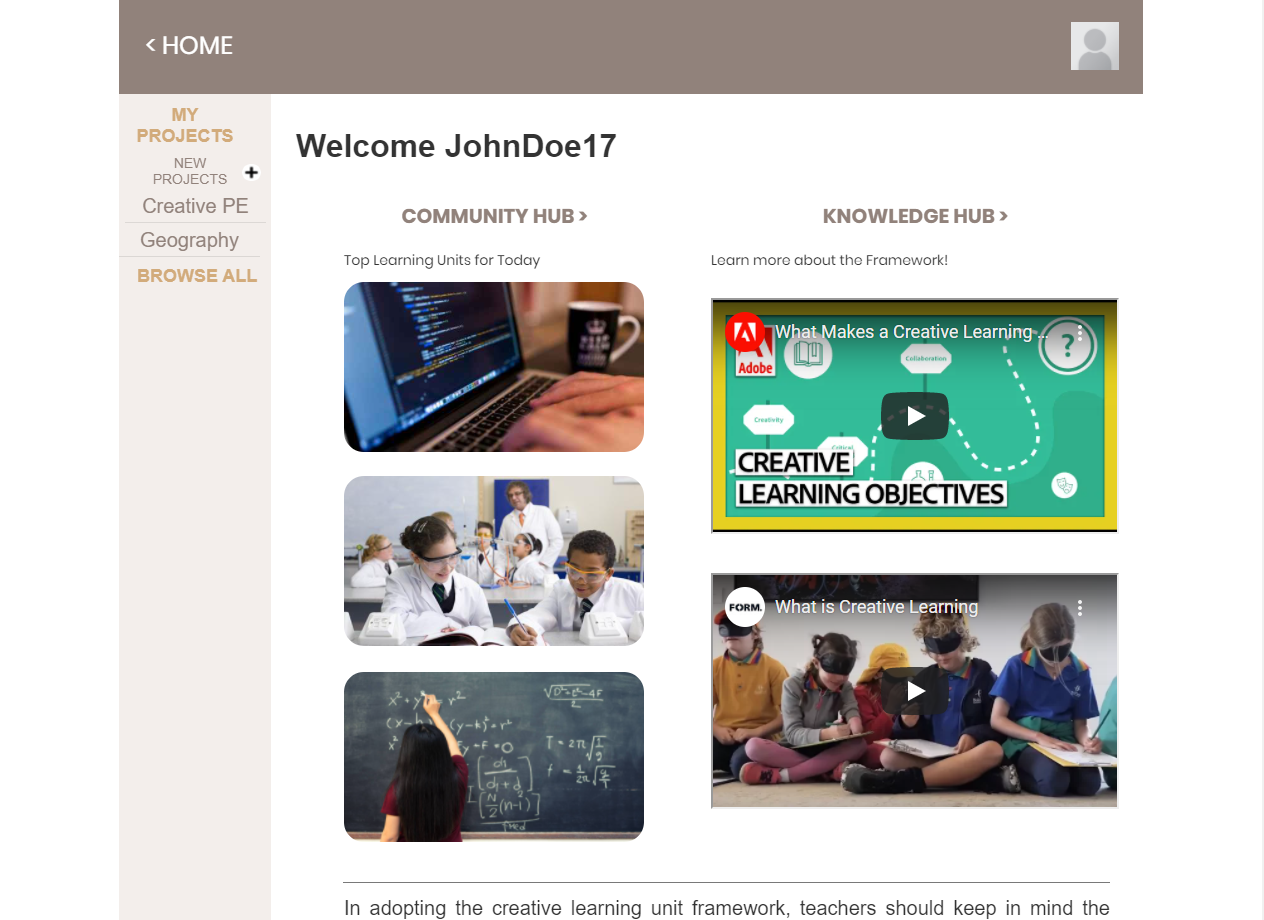 < HOME
MY
PROJECTS
NEW
PROJECTS
Creative PE
Geography
BROWSE ALL
Welcome JohnDoe17
COMMUNITY HUB >
Top Learning Units for Today
KNOWLEDGE HUB >
Learn more about the Framework!
What Makes a Creative Learning ...
Adobe
Collaboration
?
Creativity
Critical
CREATIVE
LEARNING OBJECTIVES
FORM.
What is Creative Learning
In adopting the creative learning unit framework, teachers should keep in mind the